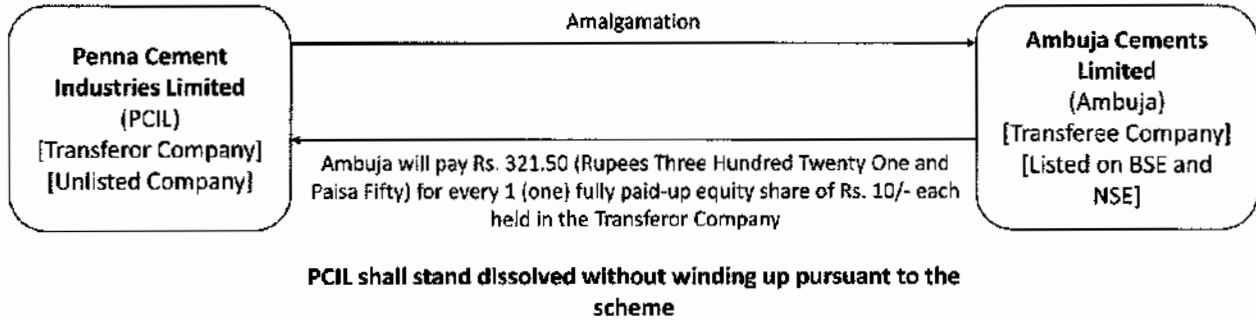 Amalgamation
Penna Cement
Industries Limited
(PCIL)
[Transferor Company]
[Unlisted Company]
Ambuja Cements
Limited
(Ambuja)
[Transferee Company]
[Listed on BSE and
NSE]
Ambuja will pay Rs. 321.50 (Rupees Three Hundred Twenty One and
Paisa Fifty) for every 1 (one) fully paid-up equity share of Rs. 10/- each
held in the Transferor Company
PCIL shall stand dissolved without winding up pursuant to the
scheme